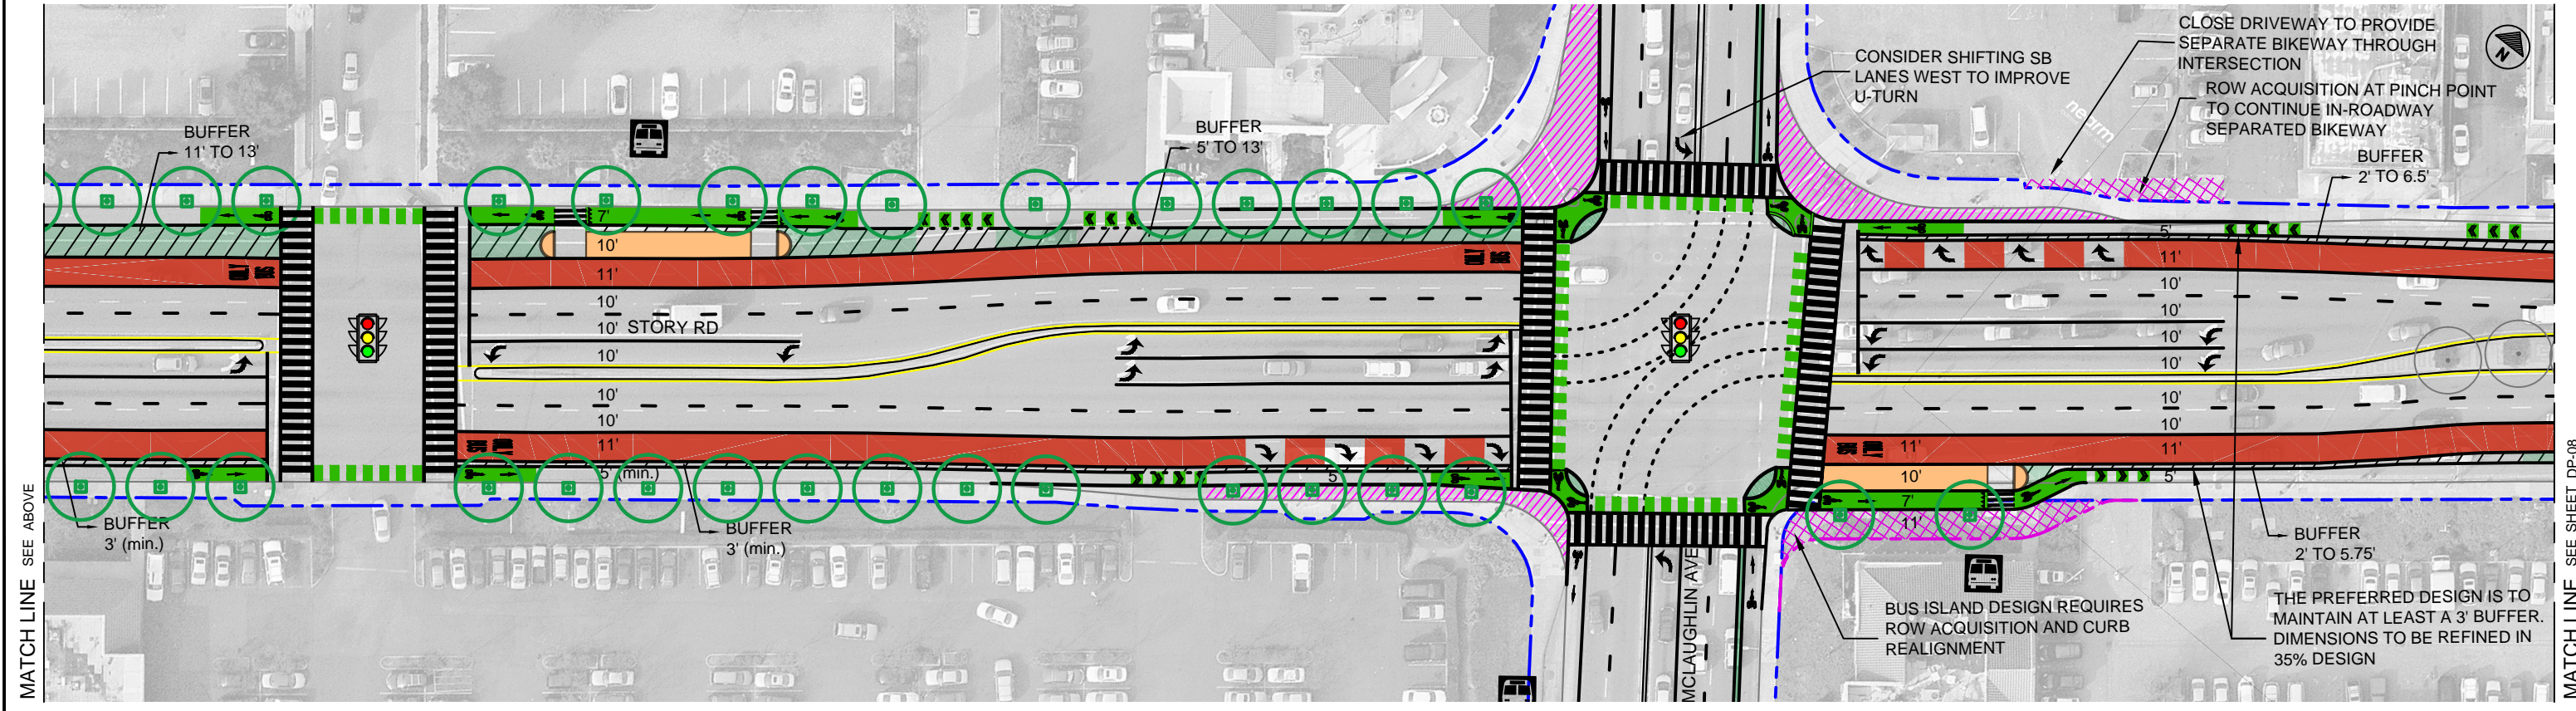 CLOSE DRIVEWAY TO PROVIDE
SEPARATE BIKEWAY THROUGH
INTERSECTION
N
CONSIDER SHIFTING SB
LANES WEST TO IMPROVE
U-TURN
ROW ACQUISITION AT PINCH POINT
TO CONTINUE IN-ROADWAY
SEPARATED BIKEWAY
BUFFER
11' TO 13'
BUFFER
5' TO 13'
BUFFER
2' TO 6.5'
7'
10'
11'
10'
10'
STORY RD
10'
10'
10'
11'
5' (min.)
5'
5'
11'
10'
10'
10'
10'
10'
10'
11'
11'
10'
5'
7'
11'
BUFFER
3' (min.)
BUFFER
3' (min.)
BUFFER
2' TO 5.75'
MCLAUGHLIN AVE
BUS ISLAND DESIGN REQUIRES
ROW ACQUISITION AND CURB
REALIGNMENT
THE PREFERRED DESIGN IS TO
MAINTAIN AT LEAST A 3' BUFFER.
DIMENSIONS TO BE REFINED IN
35% DESIGN
MATCH LINE SEE ABOVE
MATCH LINE SEE SHEET DP-08
nearm